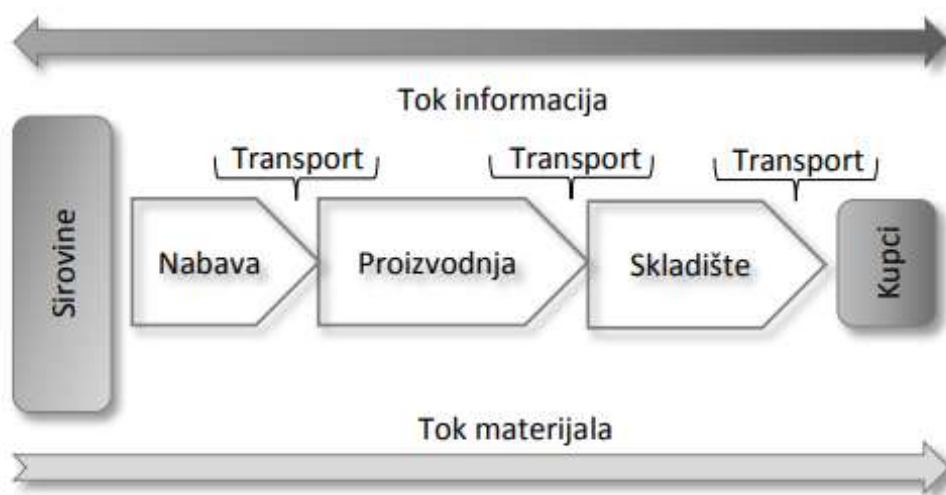 Tok informacija
Transport
Transport
Transport
Sirovine
Nabava
Proizvodnja
Skladište
Kupci
Tok materijala